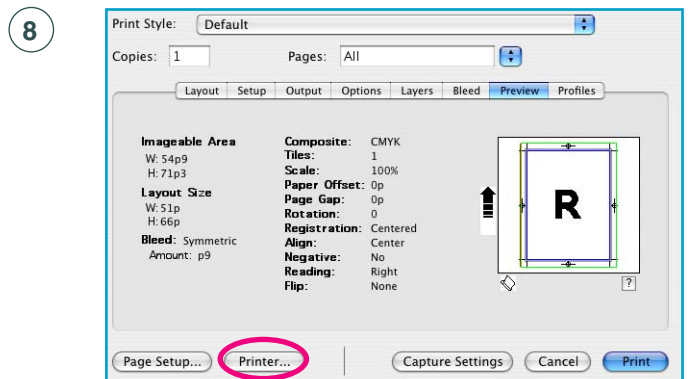 8
Print Style: Default
Copies: 1 Pages: All
Layout Setup Output Options Layers Bleed Preview Profiles
Imageable Area
W: 54p9
H: 71p3
Layout Size
W: 51p
H: 66p
Bleed: Symmetric
Amount: p9
Composite: CMYK
Tiles: 1
Scale: 100%
Paper Offset: 0p
Page Gap: 0p
Rotation: 0
Registration: Centered
Align: Center
Negative: No
Reading: Right
Flip: None
R
?
Page Setup... Printer... Capture Settings Cancel Print